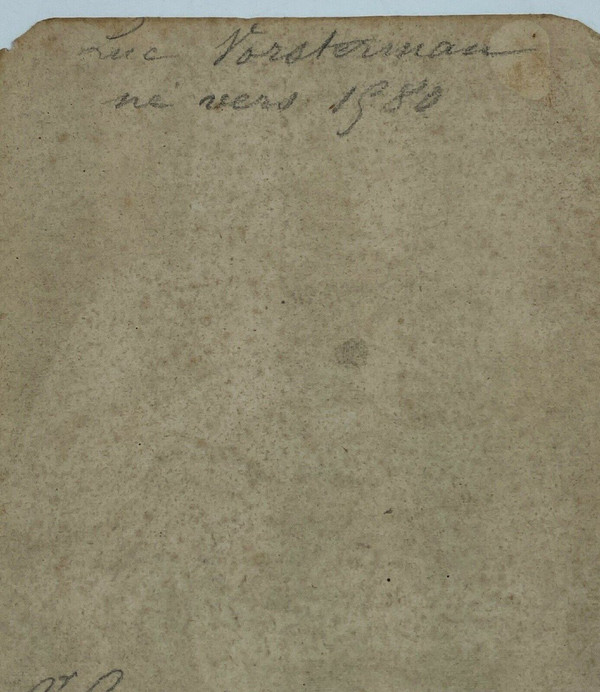 Luc Vorsterman
né vers 1580